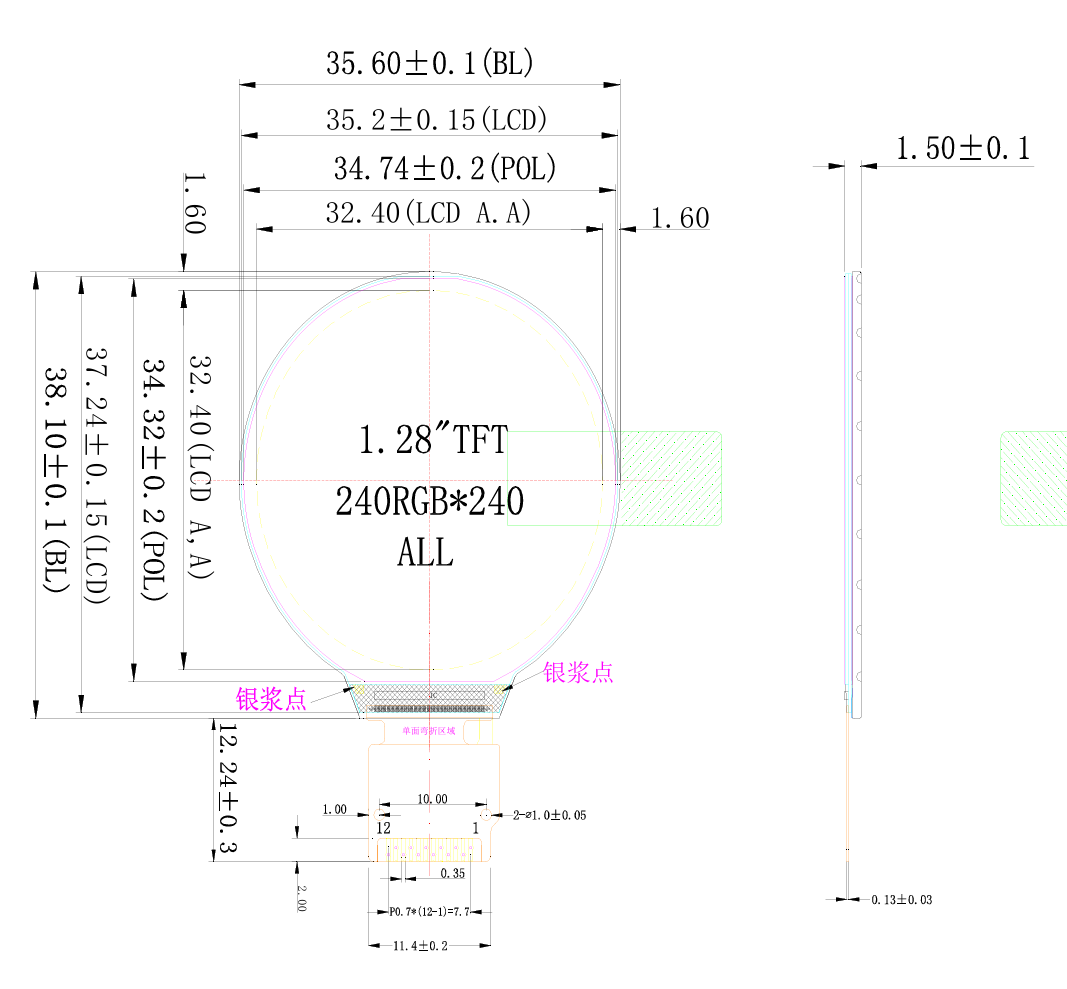 35.60±0.1(BL)
35.2±0.15(LCD)
1.50±0.1
34.74±0.2(POL)
32.40(LCD A.A)
1.60
1.60
38.10±0.1(BL)
37.24±0.15(LCD)
34.32±0.2(POL)
32.40(LCD A,A)
1.28"TFT
240RGB*240
ALL
银浆点
银浆点
IC
单面弯折区域
12.24±0.3
10.00
1.00
2-⌀1.0±0.05
12
1
0.35
2.00
P0.7*(12-1)=7.7
0.13±0.03
11.4±0.2